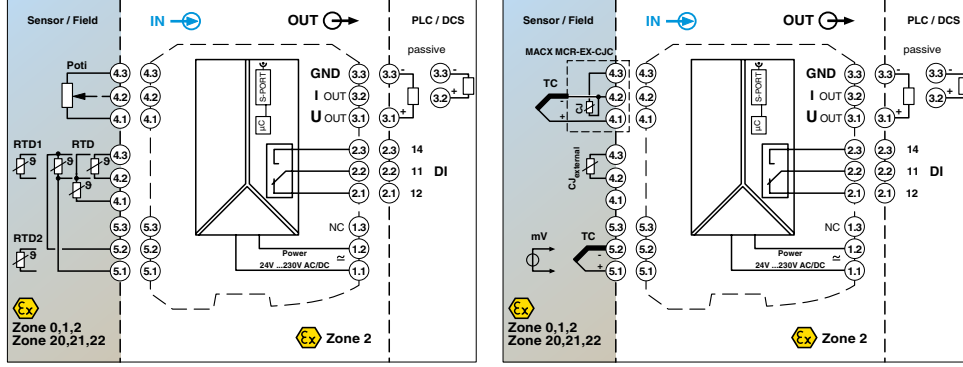 Sensor / Field
IN
OUT
PLC / DCS
passive
Poti
4.3
4.3
4.2
4.2
4.1
4.1
S-PORT
µC
GND
3.3
3.3
-
3.3
-
I OUT
3.2
3.2
+
U OUT
3.1
3.1
+
RTD1
RTD
ϑ
ϑ
ϑ
ϑ
4.3
4.2
4.1
2.3
2.3
14
2.2
2.2
11
DI
2.1
2.1
12
5.3
5.3
NC
1.3
RTD2
ϑ
5.2
5.2
Power
1.2
5.1
5.1
24V ...230V AC/DC
≃
1.1
Ex
Zone 0,1,2
Zone 20,21,22
Ex
Zone 2
Sensor / Field
IN
OUT
PLC / DCS
passive
MACX MCR-EX-CJC
TC
-
+
CJ
4.3
4.3
4.2
4.2
4.1
4.1
S-PORT
µC
GND
3.3
3.3
-
3.3
-
I OUT
3.2
3.2
+
U OUT
3.1
3.1
+
CJ external
4.3
4.2
4.1
2.3
2.3
14
2.2
2.2
11
DI
2.1
2.1
12
5.3
5.3
NC
1.3
mV
TC
-
+
5.2
5.2
Power
1.2
5.1
5.1
24V ...230V AC/DC
≃
1.1
Ex
Zone 0,1,2
Zone 20,21,22
Ex
Zone 2